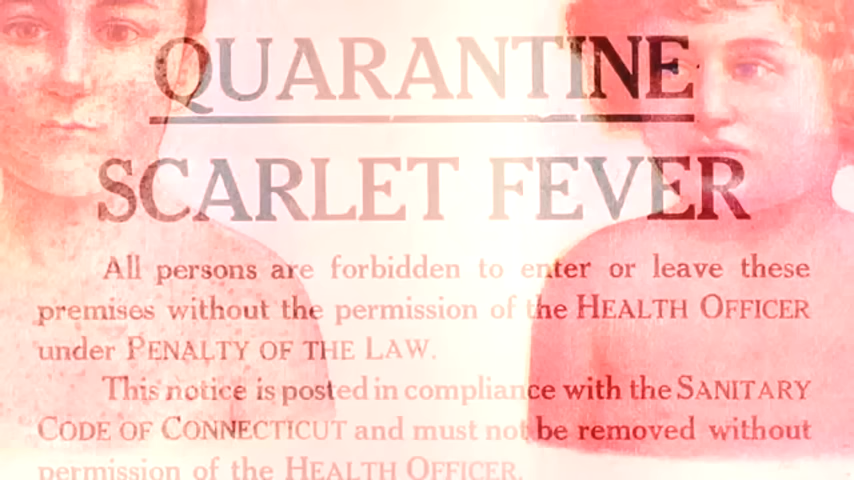 QUARANTINE
SCARLET FEVER
All persons are forbidden to enter or leave these
premises without the permission of the HEALTH OFFICER
under PENALTY OF THE LAW.
This notice is posted in compliance with the SANITARY
CODE OF CONNECTICUT and must not be removed without
permission of the HEALTH OFFICER.